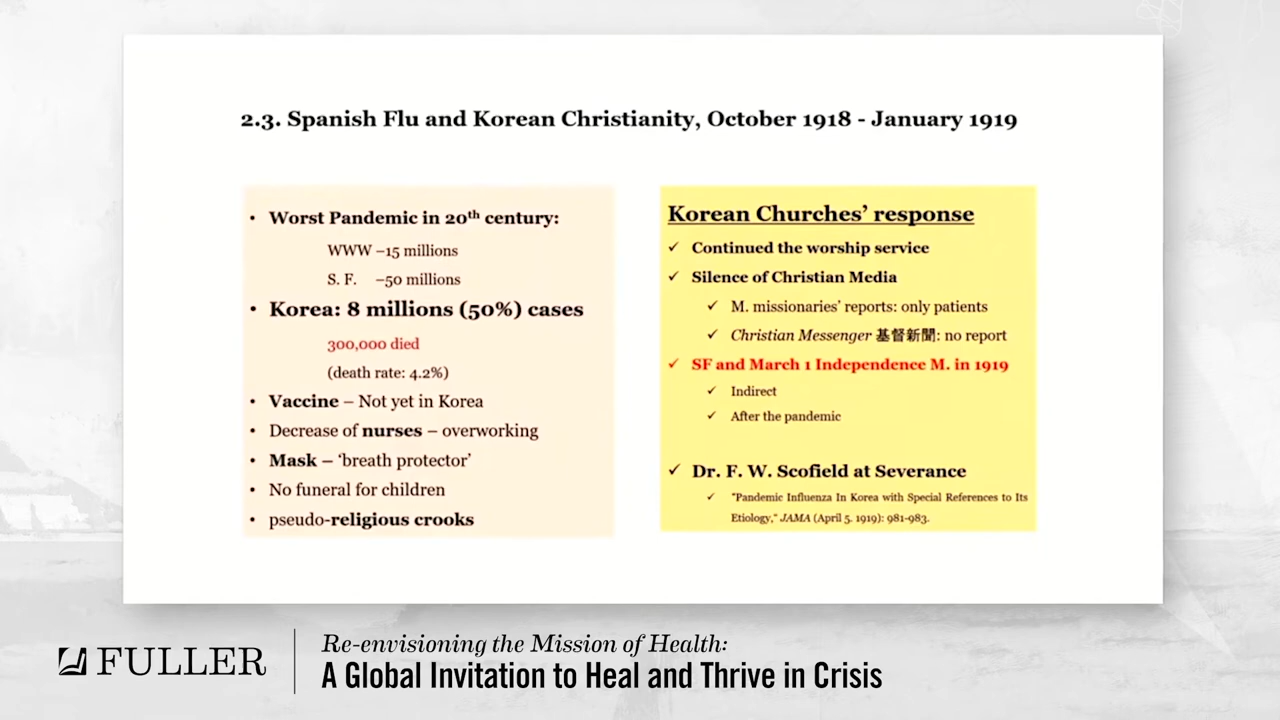 2.3. Spanish Flu and Korean Christianity, October 1918 - January 1919
• Worst Pandemic in 20th century:
WWW –15 millions
S. F. –50 millions
• Korea: 8 millions (50%) cases
300,000 died
(death rate: 4.2%)
• Vaccine – Not yet in Korea
• Decrease of nurses – overworking
• Mask – ‘breath protector’
• No funeral for children
• pseudo-religious crooks
Korean Churches’ response
✓ Continued the worship service
✓ Silence of Christian Media
✓ M. missionaries’ reports: only patients
✓ Christian Messenger 基督新聞: no report
✓ SF and March 1 Independence M. in 1919
✓ Indirect
✓ After the pandemic
✓ Dr. F. W. Scofield at Severance
✓ “Pandemic Influenza In Korea with Special References to Its
Etiology,” JAMA (April 5. 1919): 981-983.
FULLER
Re-envisioning the Mission of Health:
A Global Invitation to Heal and Thrive in Crisis